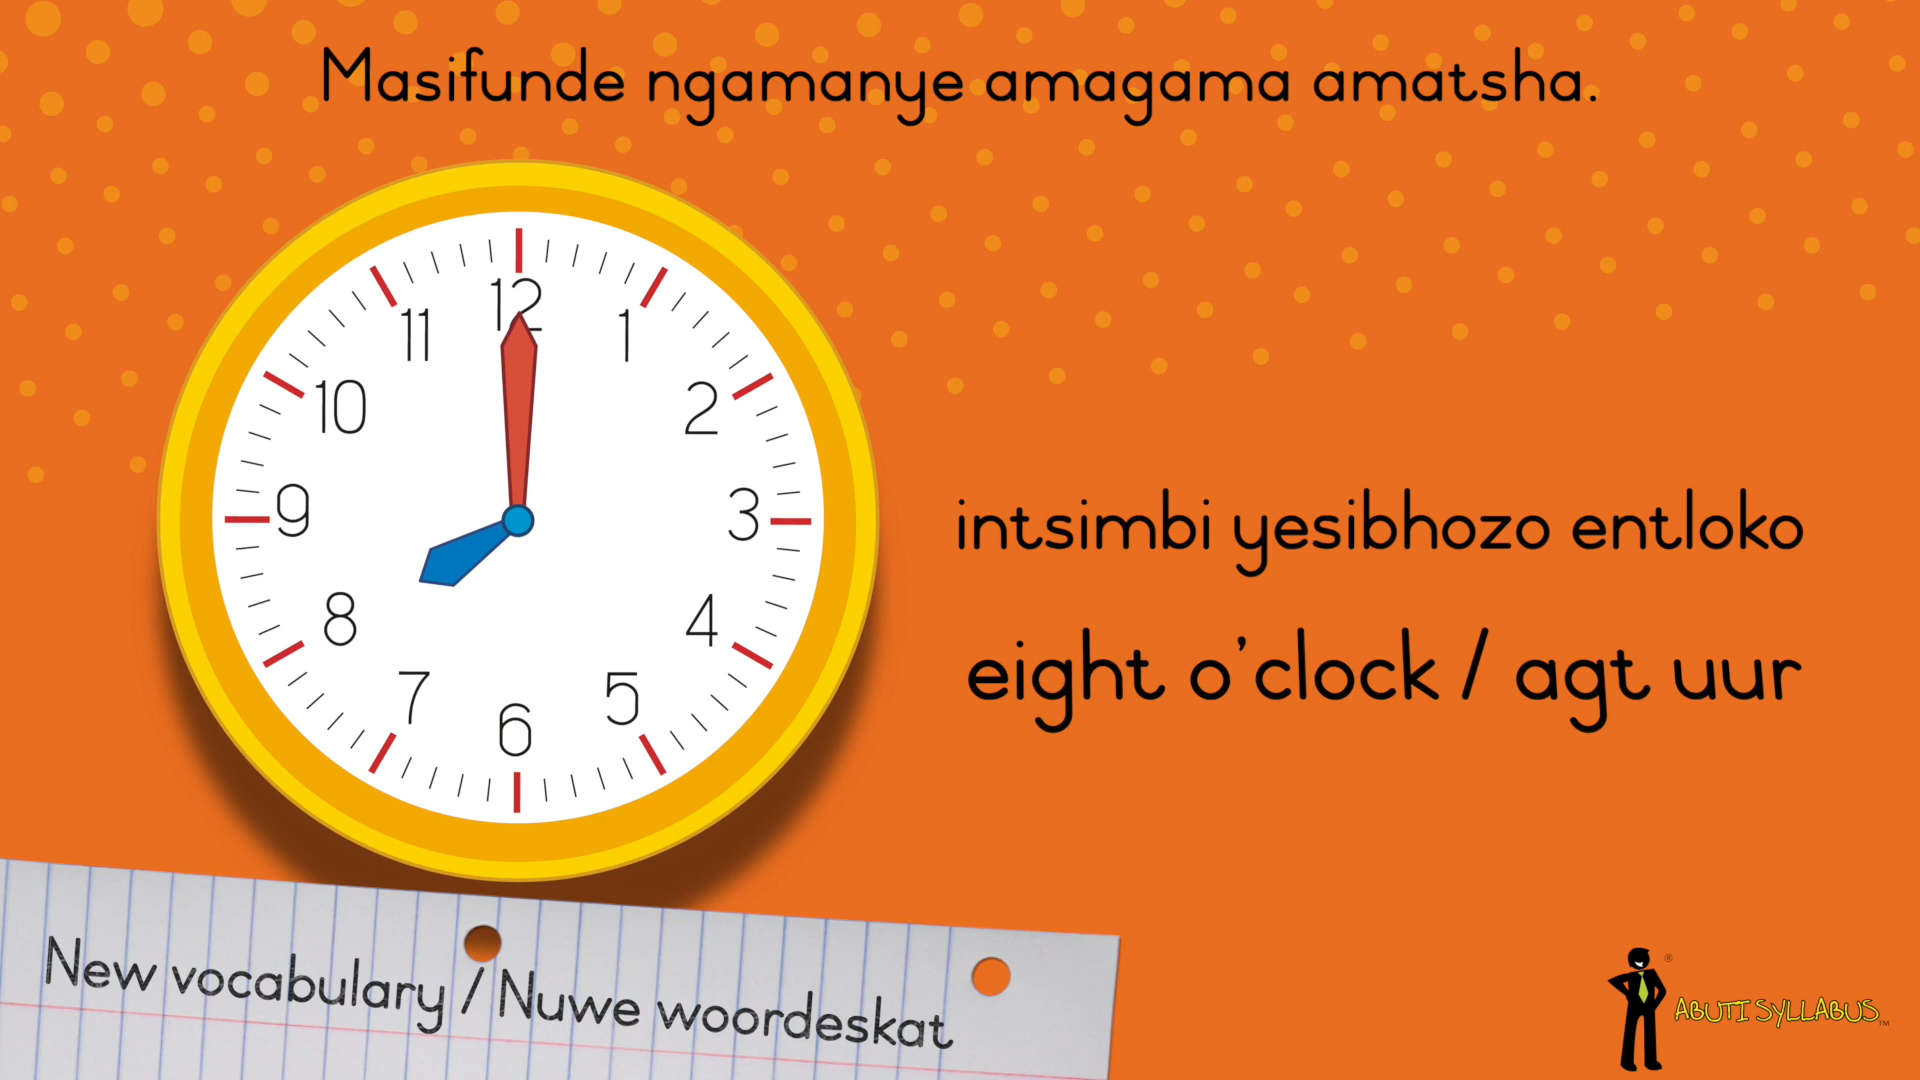 Masifunde ngamanye amagama amatsha.
12
11
1
10
2
9
3
8
4
7
5
6
intsimbi yesibhozo entloko
eight o'clock / agt uur
New vocabulary / Nuwe woordeskat
®
ABUTI SYLLABUS™